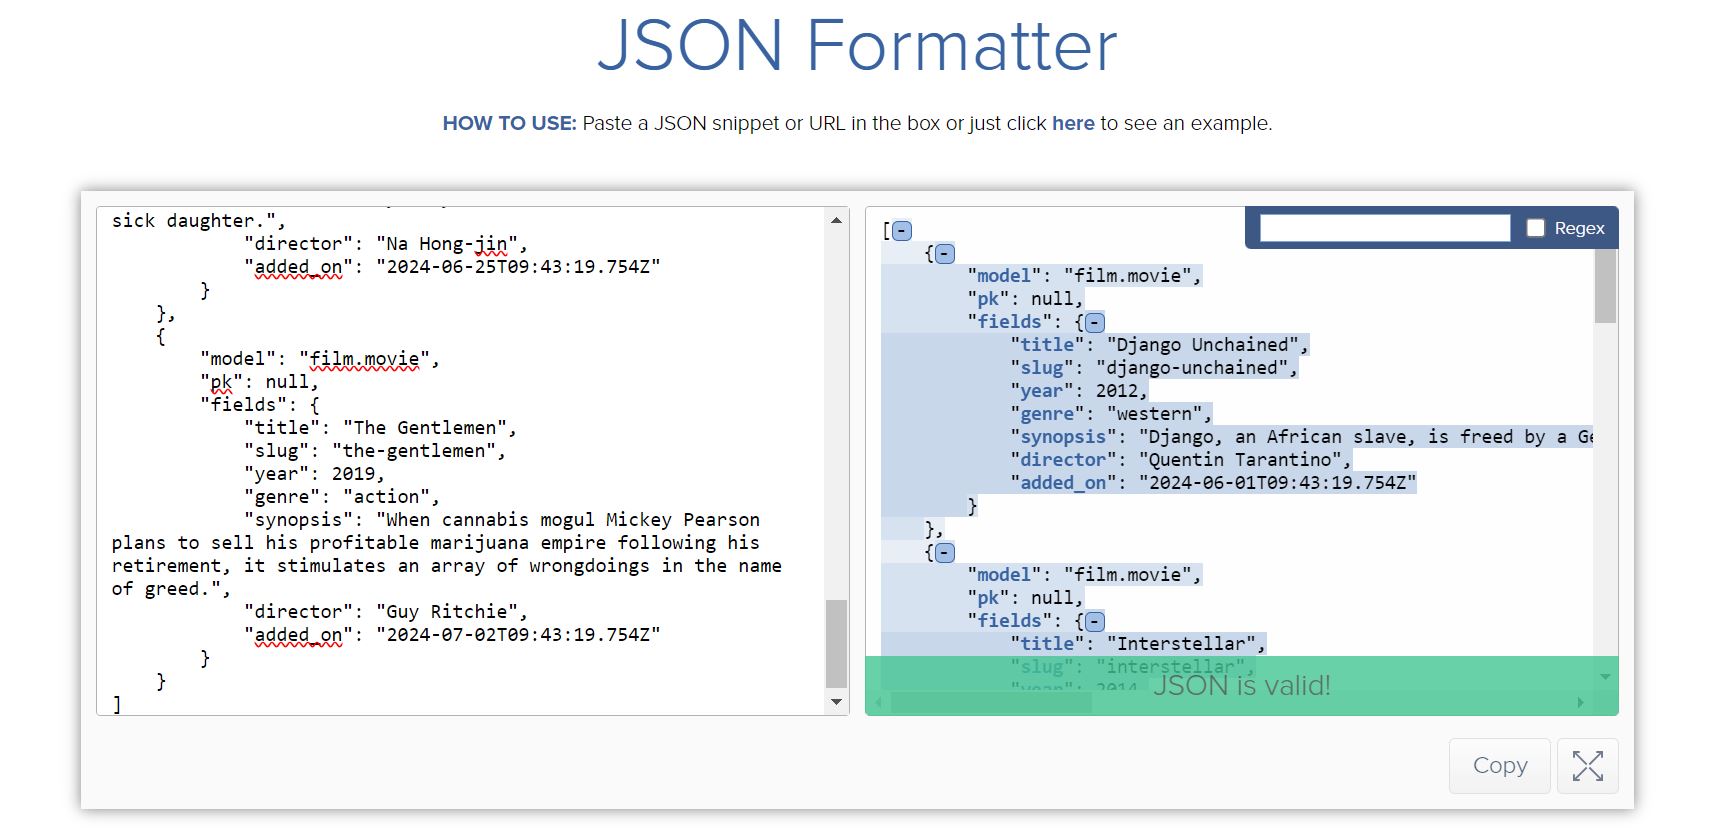 JSON Formatter
HOW TO USE: Paste a JSON snippet or URL in the box or just click here to see an example.
sick daughter.",
"director": "Na Hong-jin",
"added_on": "2024-06-25T09:43:19.754Z"
}
},
{
"model": "film.movie",
"pk": null,
"fields": {
"title": "The Gentlemen",
"slug": "the-gentlemen",
"year": 2019,
"genre": "action",
"synopsis": "When cannabis mogul Mickey Pearson
plans to sell his profitable marijuana empire following his
retirement, it stimulates an array of wrongdoings in the name
of greed.",
"director": "Guy Ritchie",
"added_on": "2024-07-02T09:43:19.754Z"
}
}
]
Regex
[-
{-
"model": "film.movie",
"pk": null,
"fields": {-
"title": "Django Unchained",
"slug": "django-unchained",
"year": 2012,
"genre": "western",
"synopsis": "Django, an African slave, is freed by a Ge
"director": "Quentin Tarantino",
"added_on": "2024-06-01T09:43:19.754Z"
}
},
{-
"model": "film.movie",
"pk": null,
"fields": {-
"title": "Interstellar",
"slug": "interstellar",
"year": 2014,
JSON is valid!
Copy